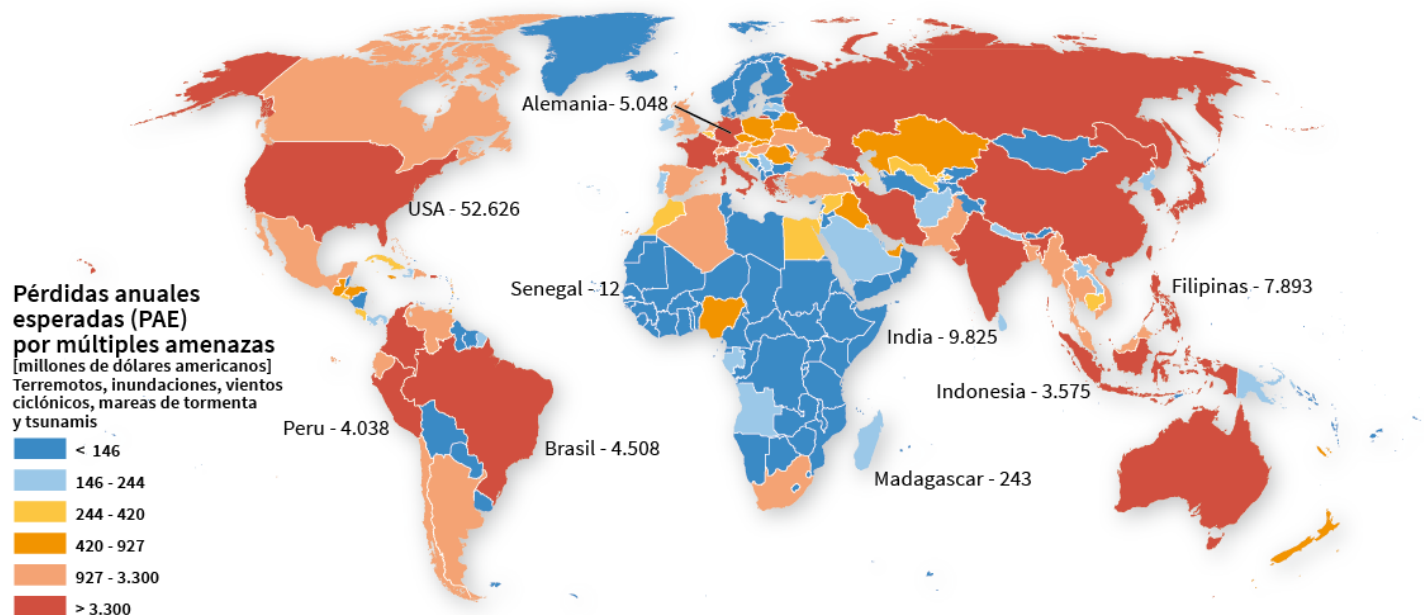 Alemania- 5.048
USA - 52.626
Senegal - 12
Filipinas - 7.893
India - 9.825
Indonesia - 3.575
Peru - 4.038
Brasil - 4.508
Madagascar - 243
Pérdidas anuales
esperadas (PAE)
por múltiples amenazas
[millones de dólares americanos]
Terremotos, inundaciones, vientos
ciclónicos, mareas de tormenta
y tsunamis
< 146
146 - 244
244 - 420
420 - 927
927 - 3.300
> 3.300